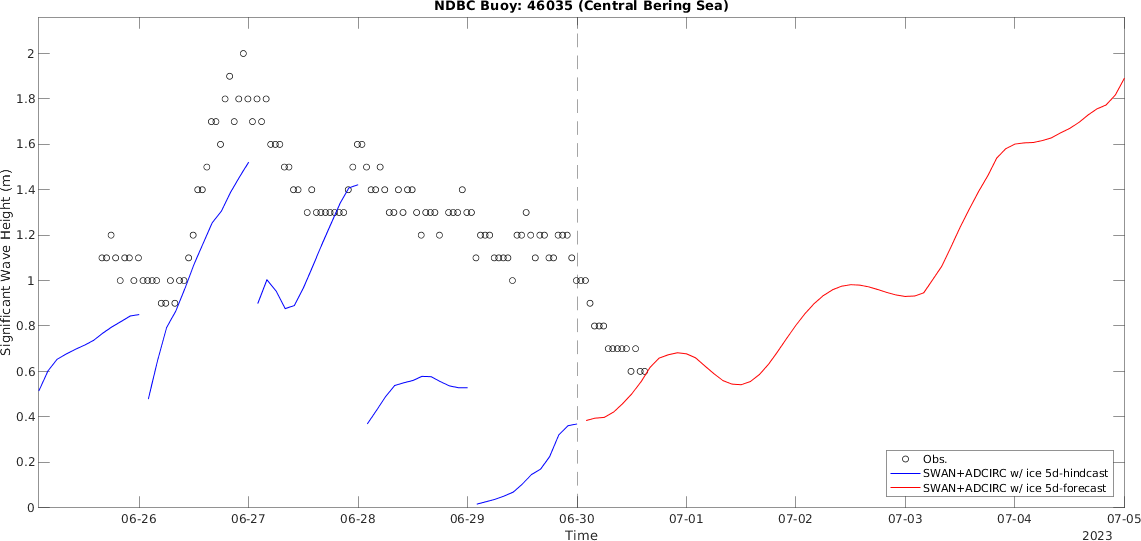 NDBC Buoy: 46035 (Central Bering Sea)
Significant Wave Height (m)
2
1.8
1.6
1.4
1.2
1
0.8
0.6
0.4
0.2
0
Obs.
SWAN+ADCIRC w/ ice 5d-hindcast
SWAN+ADCIRC w/ ice 5d-forecast
06-26 06-27 06-28 06-29 06-30 07-01 07-02 07-03 07-04 07-05
Time
2023